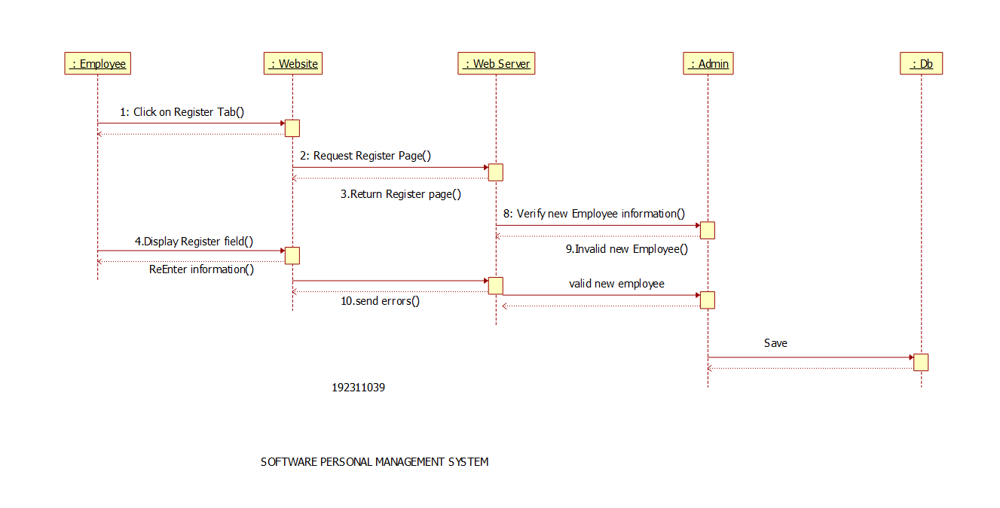 : Employee
: Website
: Web Server
: Admin
: Db
1: Click on Register Tab()
2: Request Register Page()
3.Return Register page()
8: Verify new Employee information()
4.Display Register field()
9.Invalid new Employee()
ReEnter information()
valid new employee
10.send errors()
Save
192311039
SOFTWARE PERSONAL MANAGEMENT SYSTEM